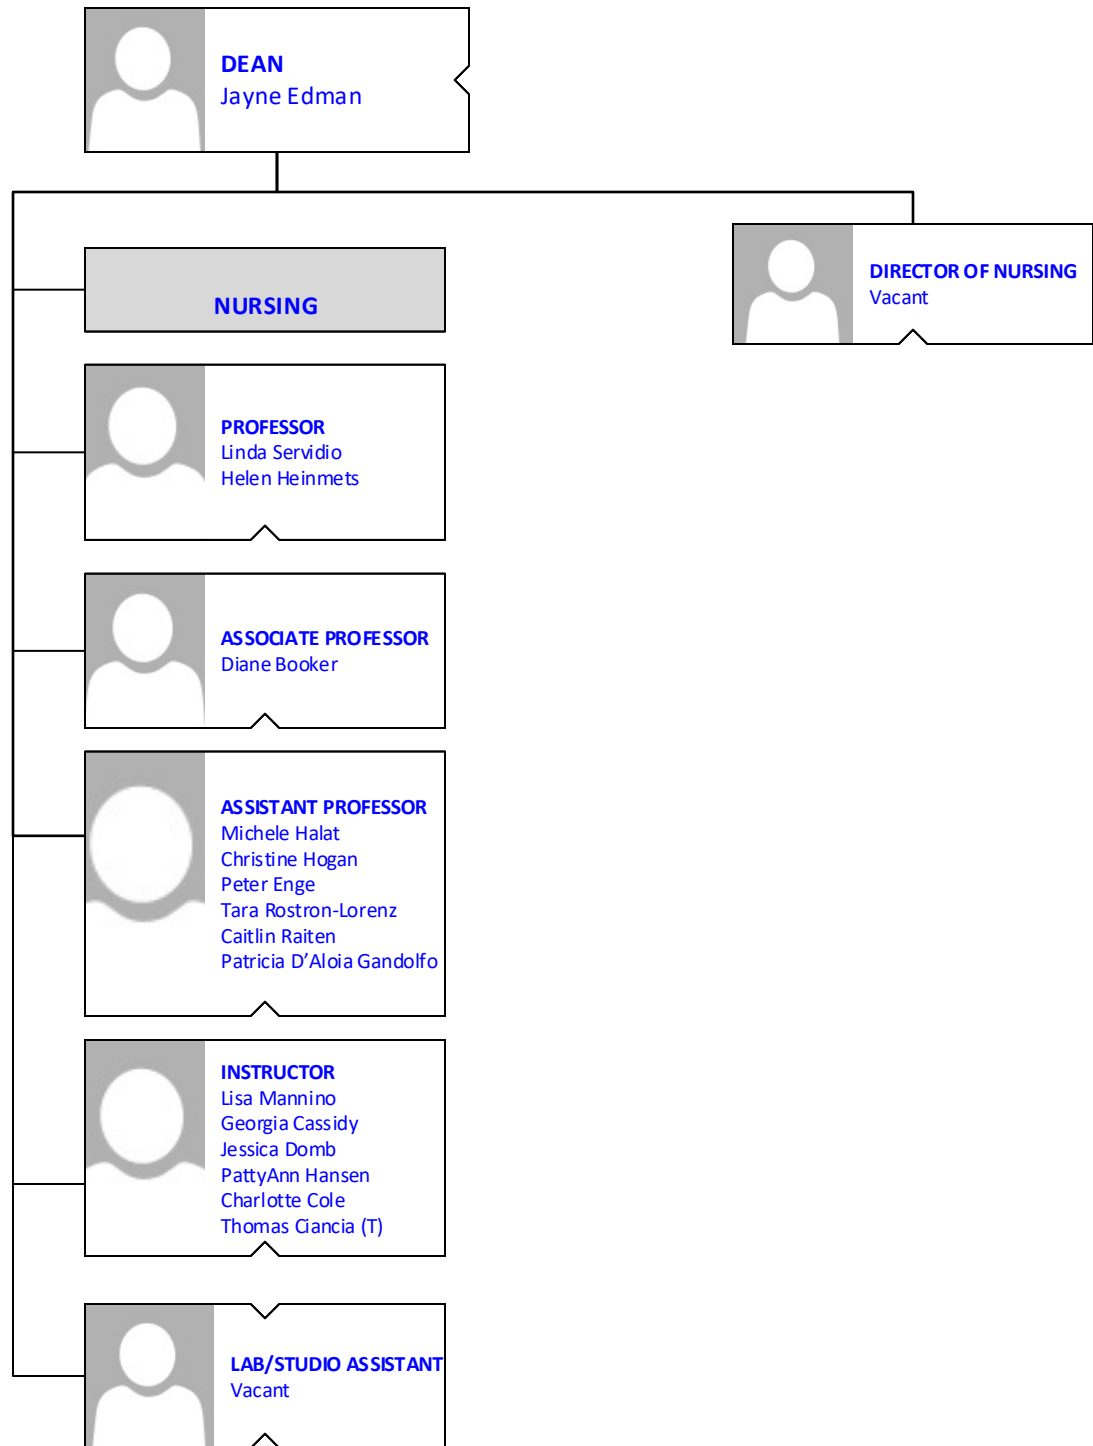 DEAN
Jayne Edman
DIRECTOR OF NURSING
Vacant
NURSING
PROFESSOR
Linda Servidio
Helen Heinmets
ASSOCIATE PROFESSOR
Diane Booker
ASSISTANT PROFESSOR
Michele Halat
Christine Hogan
Peter Enge
Tara Rostron-Lorenz
Caitlin Raiten
Patricia D’Aloia Gandolfo
INSTRUCTOR
Lisa Mannino
Georgia Cassidy
Jessica Domb
PattyAnn Hansen
Charlotte Cole
Thomas Ciancia (T)
LAB/STUDIO ASSISTANT
Vacant